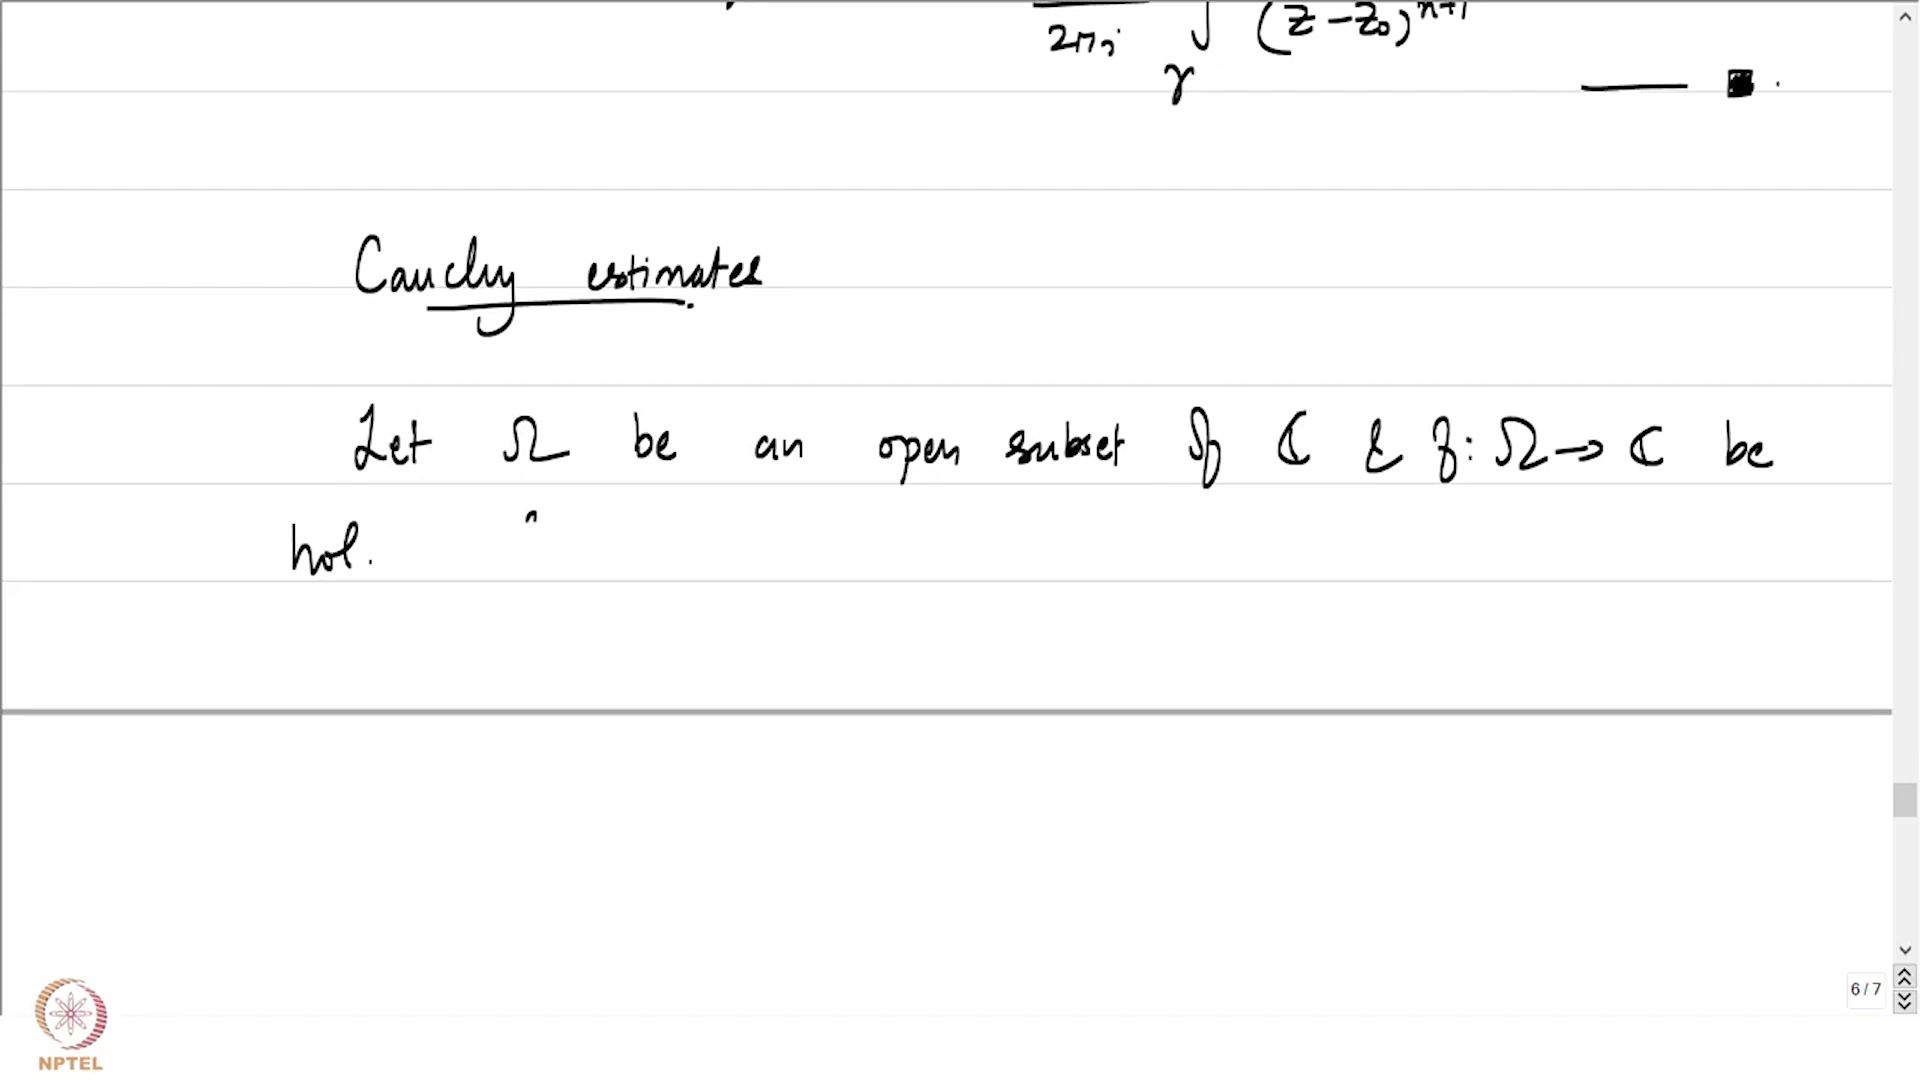 2πi ∫ (z-z₀)ⁿ⁺¹
γ
Cauchy estimates
Let Ω be an open subset of ℂ & f: Ω → ℂ be
hol.
6 / 7
NPTEL